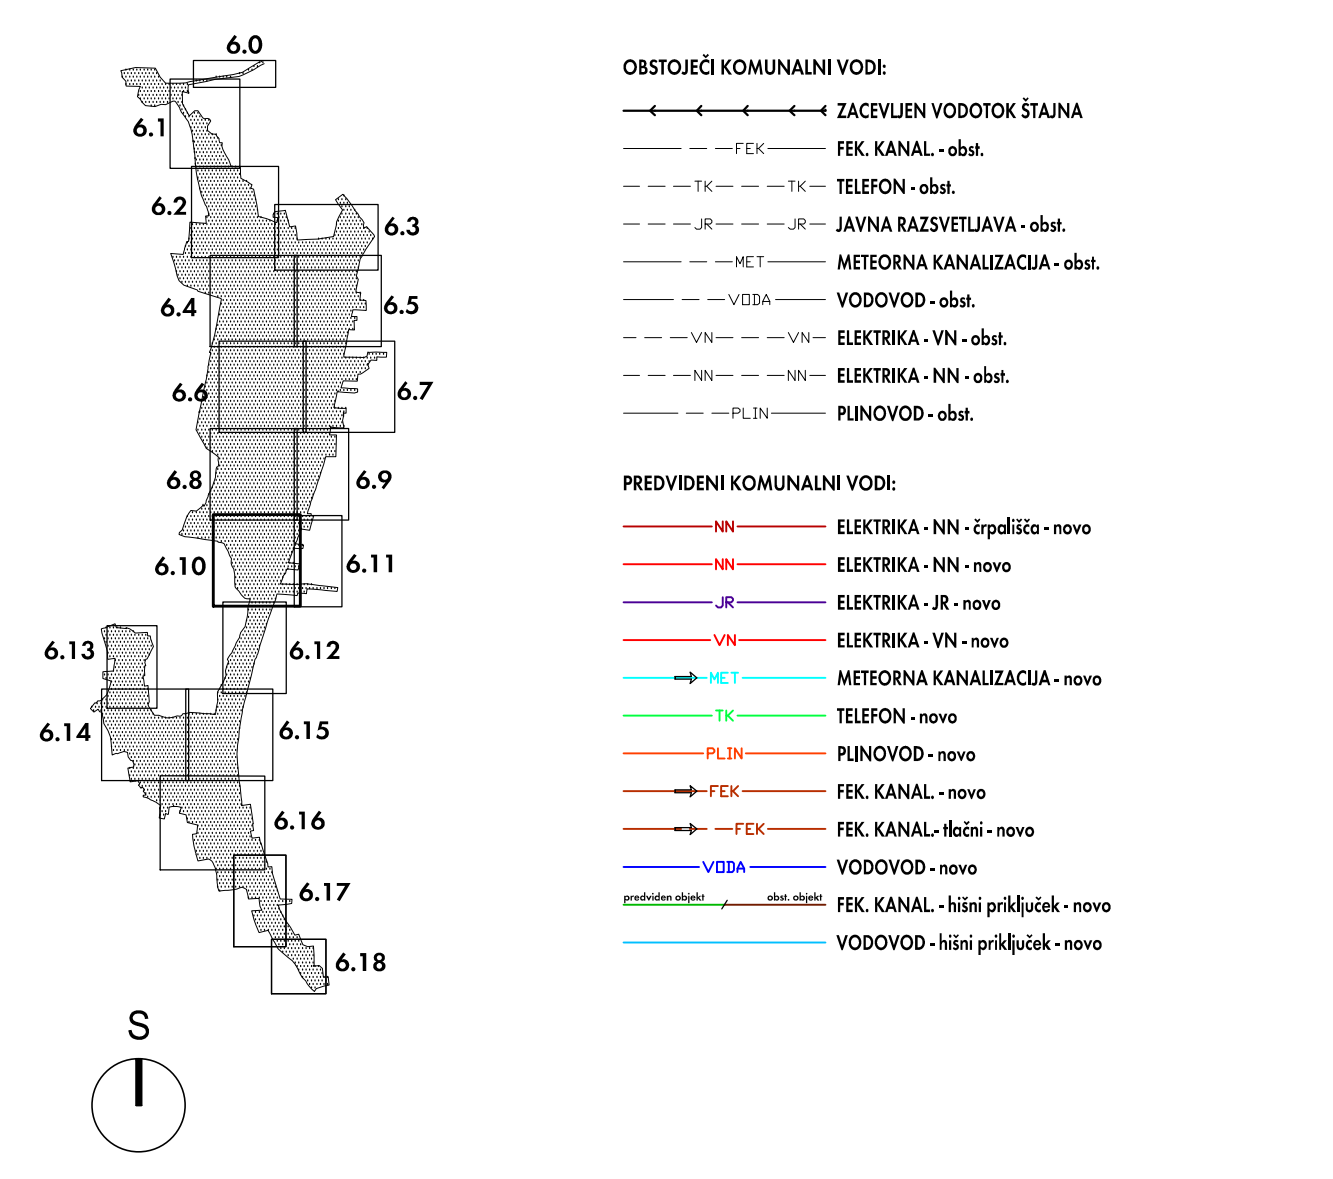 6.0
6.1
6.2
6.3
6.4
6.5
6.6
6.7
6.8
6.9
6.10
6.11
6.12
6.13
6.14
6.15
6.16
6.17
6.18
S
OBSTOJEČI KOMUNALNI VODI:
ZACEVLJEN VODOTOK ŠTAJNA
FEK FEK. KANAL. - obst.
TK TK TELEFON - obst.
JR JR JAVNA RAZSVETLJAVA - obst.
MET METEORNA KANALIZACIJA - obst.
VODA VODOVOD - obst.
VN VN ELEKTRIKA - VN - obst.
NN NN ELEKTRIKA - NN - obst.
PLIN PLINOVOD - obst.
PREDVIDENI KOMUNALNI VODI:
NN ELEKTRIKA - NN - črpališča - novo
NN ELEKTRIKA - NN - novo
JR ELEKTRIKA - JR - novo
VN ELEKTRIKA - VN - novo
MET METEORNA KANALIZACIJA - novo
TK TELEFON - novo
PLIN PLINOVOD - novo
FEK FEK. KANAL. - novo
FEK FEK. KANAL.- tlačni - novo
VODA VODOVOD - novo
predviden objekt obst. objekt FEK. KANAL. - hišni priključek - novo
VODOVOD - hišni priključek - novo